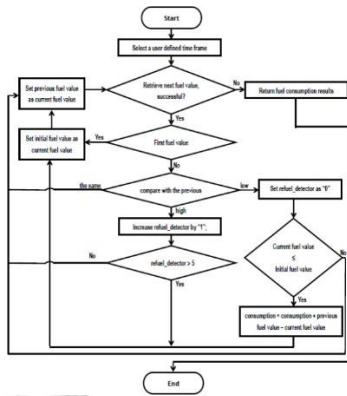 Start
Select a user defined time frame
Set previous fuel value
as current fuel value
Retrieve next fuel value,
successful?
No
Return fuel consumption results
Yes
Set initial fuel value as
current fuel value
Yes
First fuel value
No
the same
compare with the previous
low
Set refuel_detector as "0"
high
Increase refuel_detector by "1";
Current fuel value
≤
Initial fuel value
No
No
refuel_detector > 5
Yes
Yes
consumption = consumption + previous
fuel value – current fuel value
End